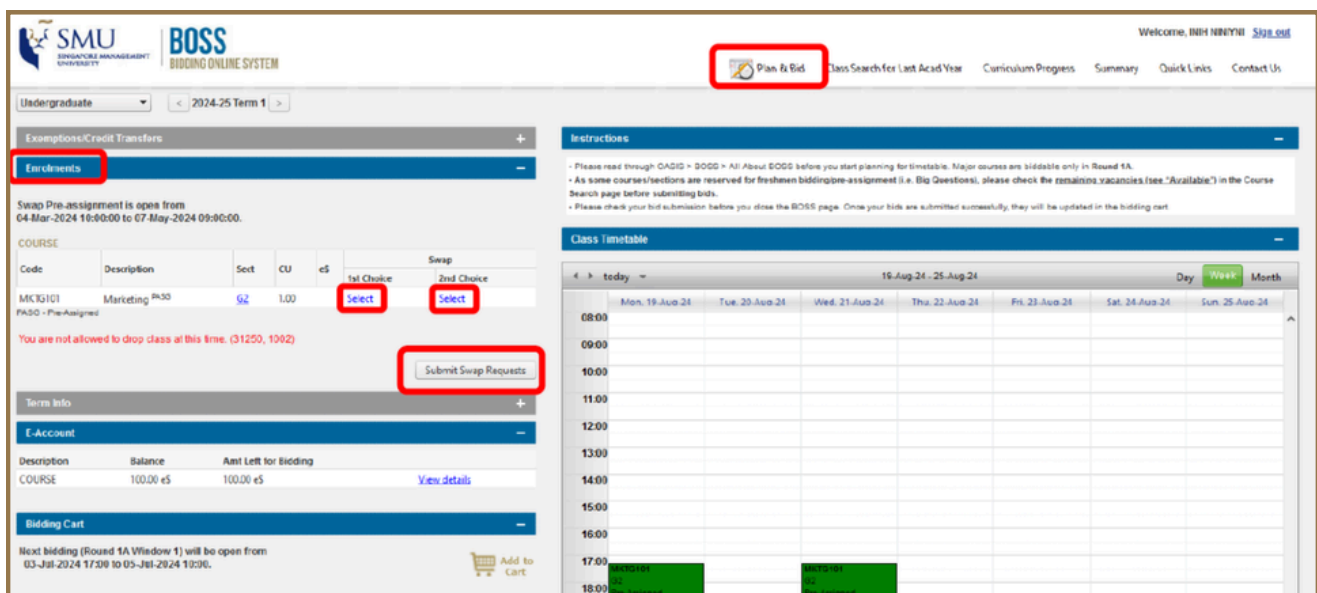 SMU
SINGAPORE MANAGEMENT
UNIVERSITY
BOSS
BIDDING ONLINE SYSTEM
Welcome, INIH NINIYNI Sign out
Plan & Bid Class Search for Last Acad Year Curriculum Progress Summary Quick Links Contact Us
Undergraduate < 2024-25 Term 1 >
Exemptions/Credit Transfers +
Enrolments −
Swap Pre-assignment is open from
04-Mar-2024 10:00:00 to 07-May-2024 09:00:00.
COURSE
Swap
Code Description Sect CU e$ 1st Choice 2nd Choice
MKTG101 Marketing PASG G2 1.00 Select Select
PASG - Pre-Assigned
You are not allowed to drop class at this time. (31250, 1002)
Submit Swap Requests
Term Info +
E-Account −
Description Balance Amt Left for Bidding
COURSE 100.00 e$ 100.00 e$ View details
Bidding Cart −
Next bidding (Round 1A Window 1) will be open from
03-Jul-2024 17:00 to 05-Jul-2024 10:00.
Add to
Cart
Instructions −
- Please read through OASIS > BOSS > All About BOSS before you start planning for timetable. Major courses are biddable only in Round 1A.
- As some courses/sections are reserved for freshmen bidding/pre-assignment (i.e. Big Questions), please check the remaining vacancies (see "Available") in the Course
Search page before submitting bids.
- Please check your bid submission before you close the BOSS page. Once your bids are submitted successfully, they will be updated in the bidding cart.
Class Timetable −
today 19-Aug-24 - 25-Aug-24 Day Week Month
Mon, 19-Aug-24 Tue, 20-Aug-24 Wed, 21-Aug-24 Thu, 22-Aug-24 Fri, 23-Aug-24 Sat, 24-Aug-24 Sun, 25-Aug-24
08:00
09:00
10:00
11:00
12:00
13:00
14:00
15:00
16:00
17:00
MKTG101 MKTG101
G2 G2
18:00 Pre-Assigned Pre-Assigned